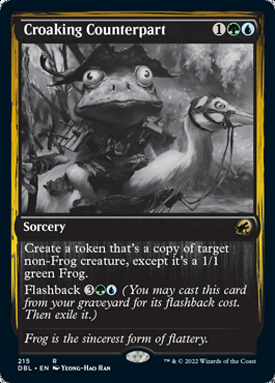 Croaking Counterpart 1
Sorcery
Create a token that's a copy of target
non-Frog creature, except it's a 1/1
green Frog.
Flashback 3 (You may cast this
card from your graveyard for its flashback cost.
Then exile it.)
Frog is the sincerest form of flattery.
215 R
DBL • EN Yeong-Hao Han
™ & © 2022 Wizards of the Coast